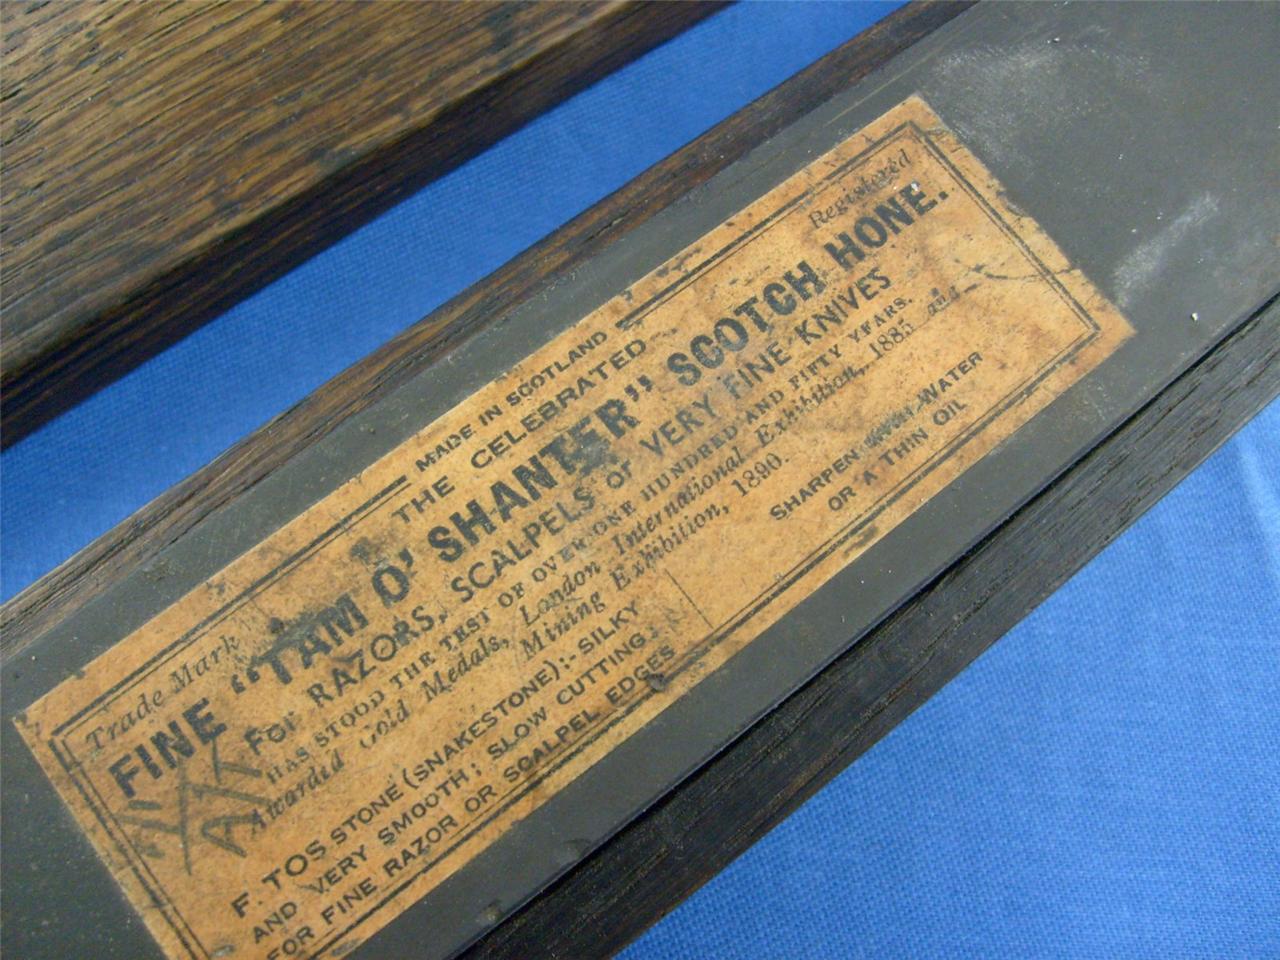 MADE IN SCOTLAND
Trade Mark Registered
THE CELEBRATED
FINE "TAM O' SHANTER" SCOTCH HONE.
For RAZORS, SCALPELS or VERY FINE KNIVES
HAS STOOD THE TEST OF OVER ONE HUNDRED AND FIFTY YEARS.
Awarded Gold Medals, London International Exhibition, 1885 and
Mining Exhibition, 1890.
F. TOS STONE (SNAKESTONE):- SILKY
AND VERY SMOOTH: SLOW CUTTING:
FOR FINE RAZOR OR SCALPEL EDGES
SHARPEN WATER
OR A THIN OIL